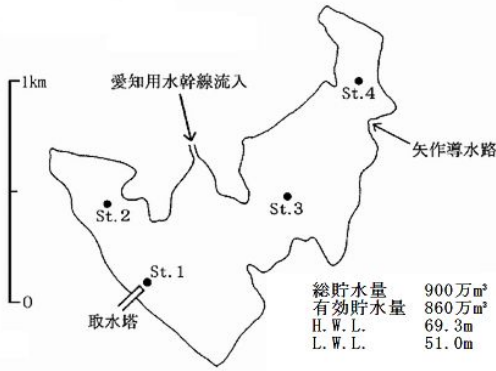 1km
愛知用水幹線流入
St.4
矢作導水路
St.2
St.3
St.1
0
取水塔
総貯水量 900万m³
有効貯水量 860万m³
H.W.L. 69.3m
L.W.L. 51.0m